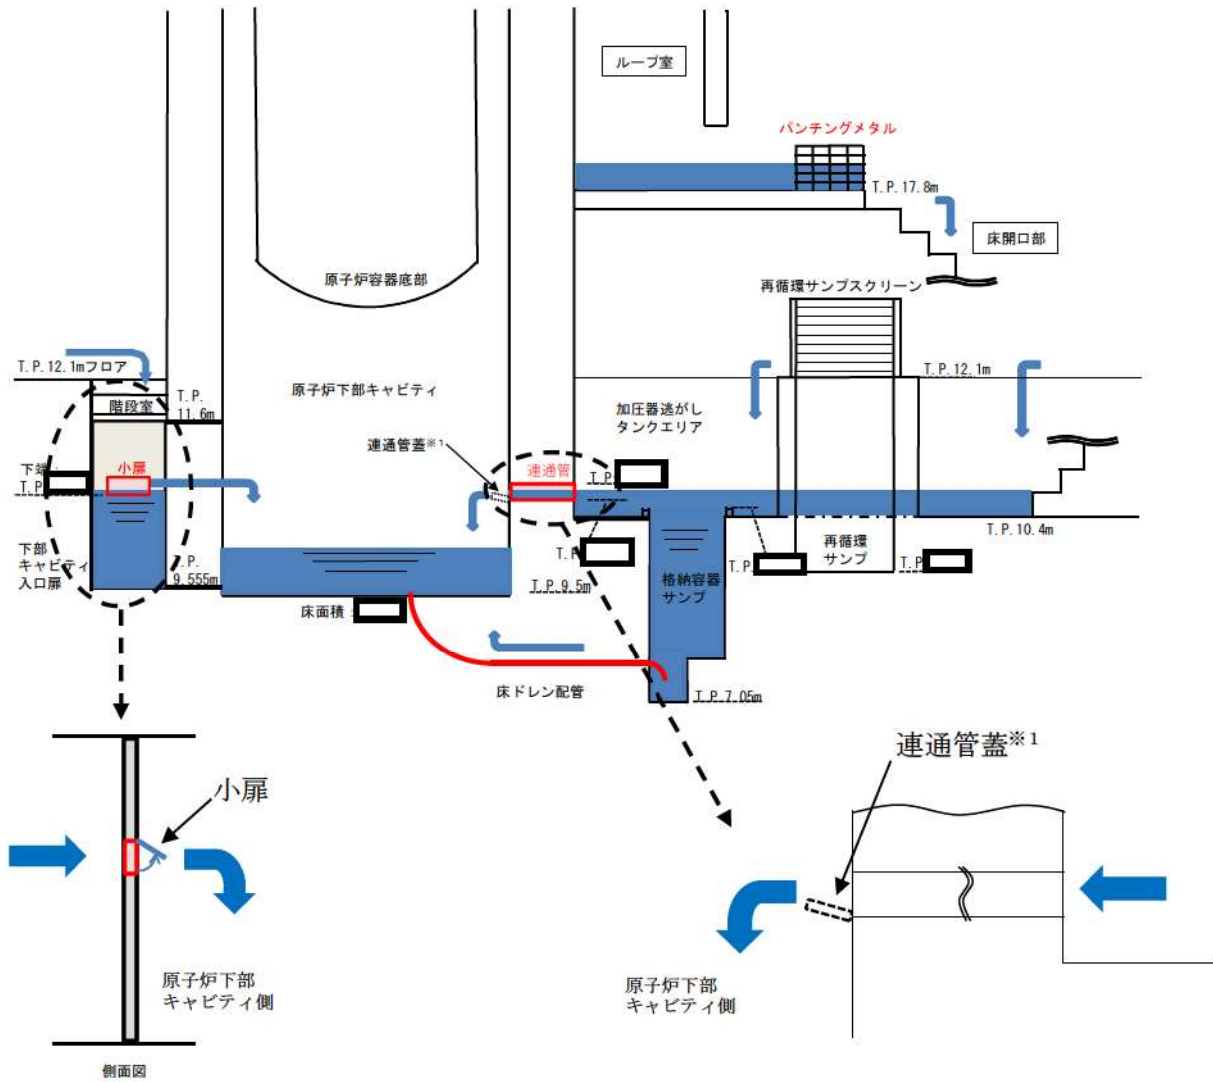 ループ室
パンチングメタル
T.P.17.8m
床開口部
原子炉容器底部
再循環サンプスクリーン
T.P.12.1mフロア
T.P.
11.6m
階段室
原子炉下部キャビティ
T.P.12.1m
加圧器逃がし
タンクエリア
連通管蓋※1
連通管
T.P
下端
小扉
T.P
T.P.10.4m
下部
キャビティ
入口扉
T.P.
9.555m
T.P.9.5m
T.P
格納容器
サンプ
T.P.
再循環
サンプ
T.P
床面積
床ドレン配管
T.P.7.05m
連通管蓋※1
小扉
原子炉下部
キャビティ側
原子炉下部
キャビティ側
側面図